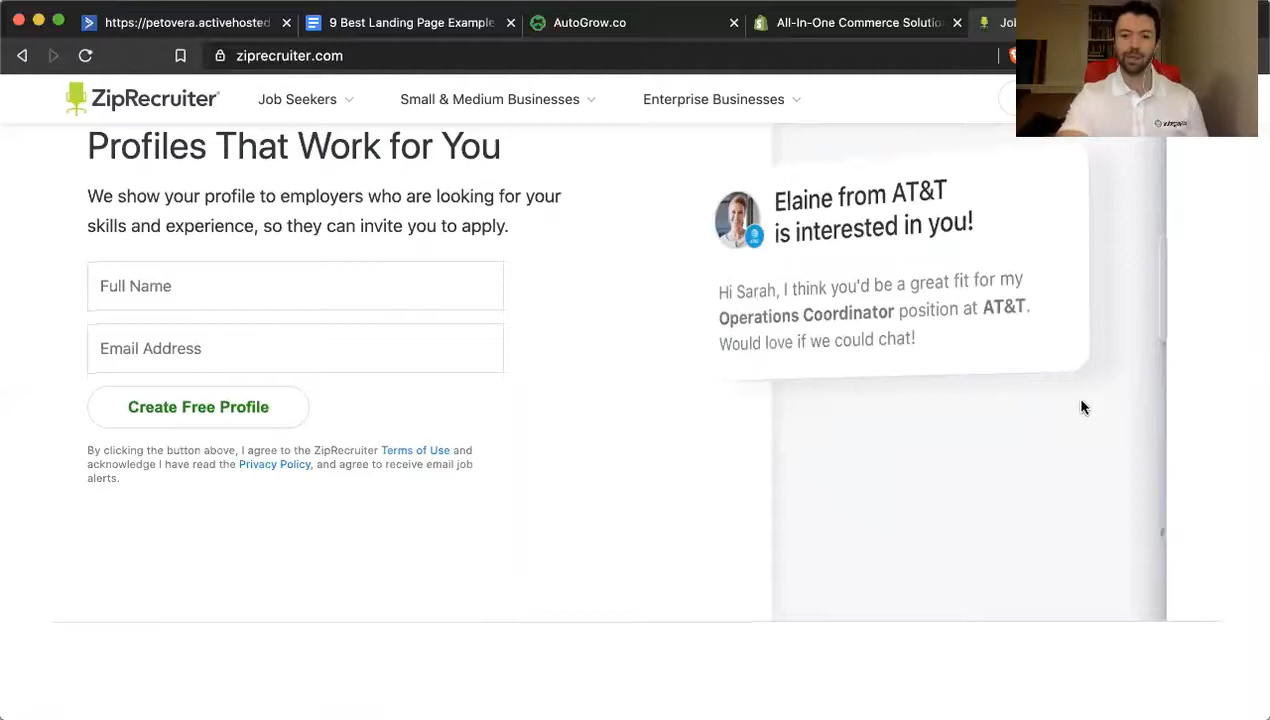 https://petovera.activehosted
9 Best Landing Page Example
AutoGrow.co
All-In-One Commerce Solutio
ziprecruiter.com
ZipRecruiter
Job Seekers
Small & Medium Businesses
Enterprise Businesses
Profiles That Work for You
We show your profile to employers who are looking for your
skills and experience, so they can invite you to apply.
Full Name
Email Address
Create Free Profile
By clicking the button above, I agree to the ZipRecruiter Terms of Use and
acknowledge I have read the Privacy Policy, and agree to receive email job
alerts.
Elaine from AT&T
is interested in you!
Hi Sarah, I think you'd be a great fit for my
Operations Coordinator position at AT&T.
Would love if we could chat!